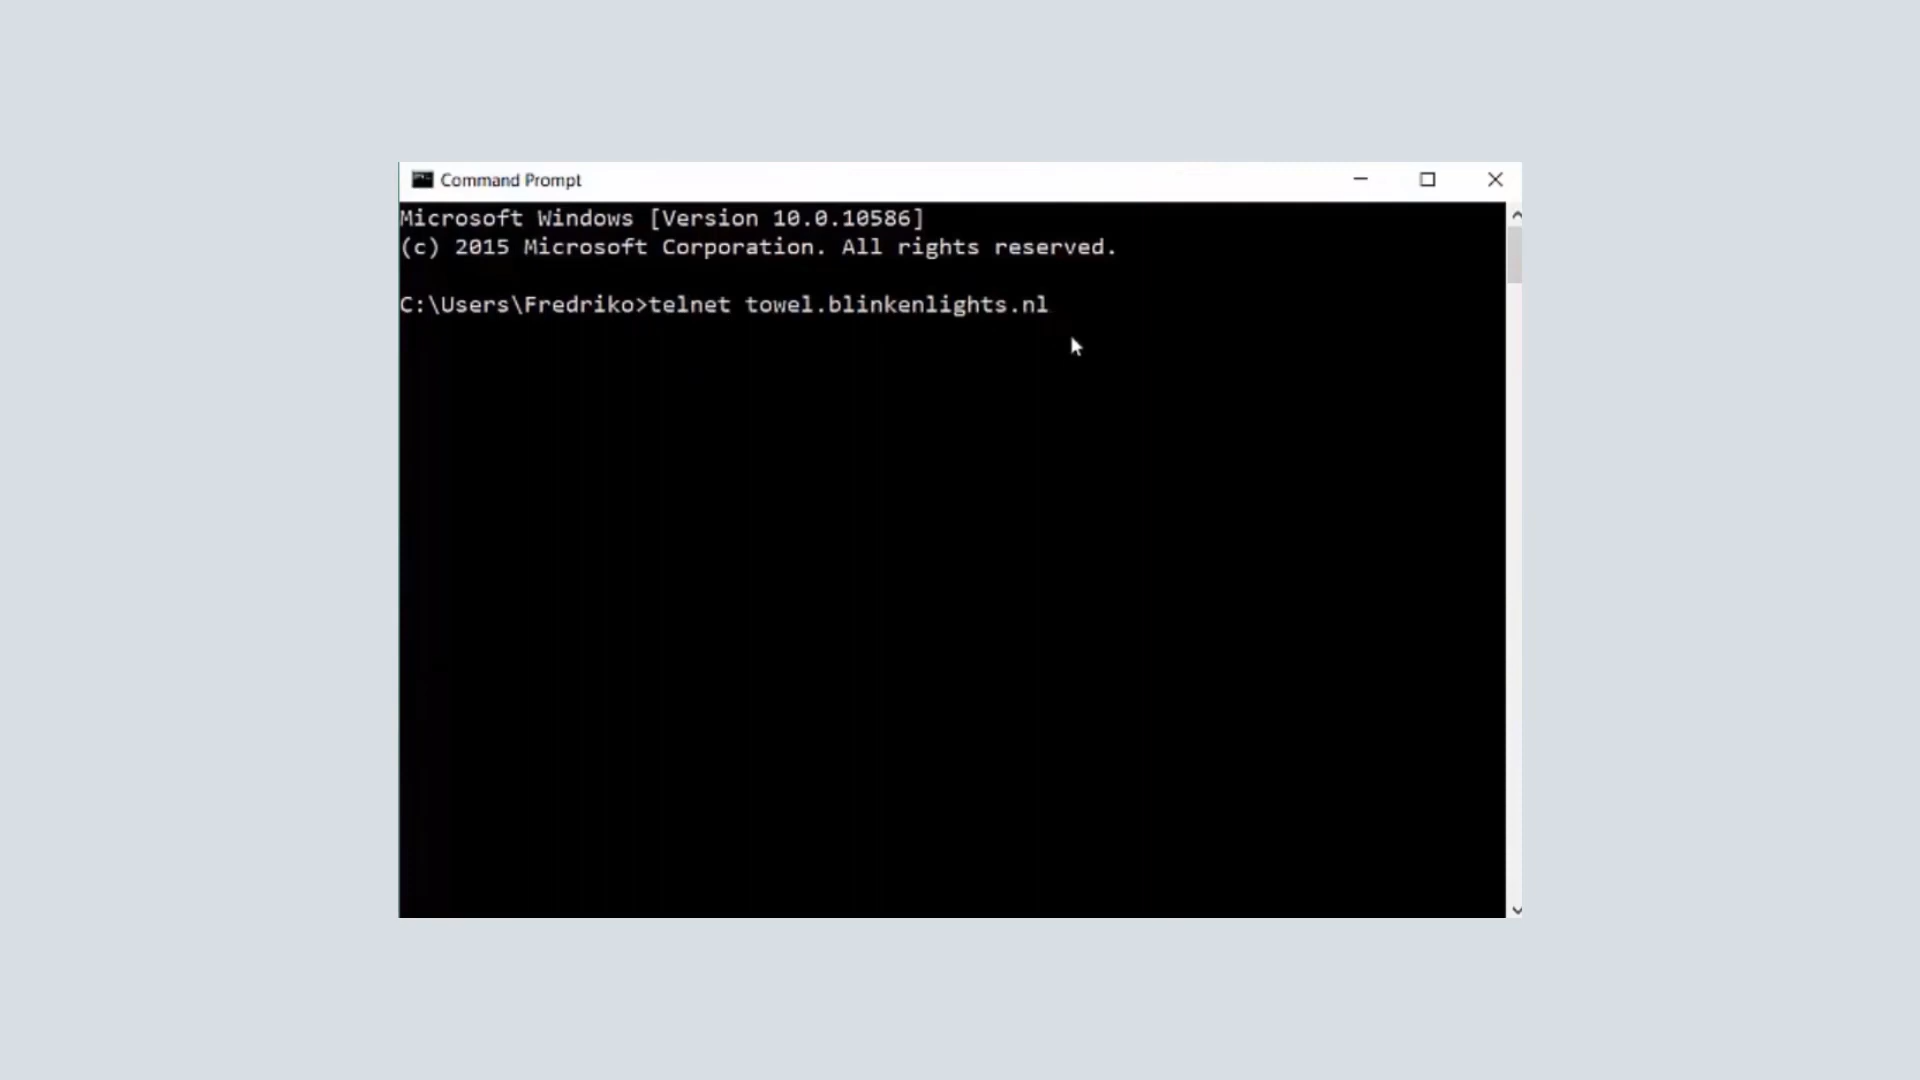 Command Prompt
Microsoft Windows [Version 10.0.10586]
(c) 2015 Microsoft Corporation. All rights reserved.
C:\Users\Fredriko>telnet towel.blinkenlights.nl